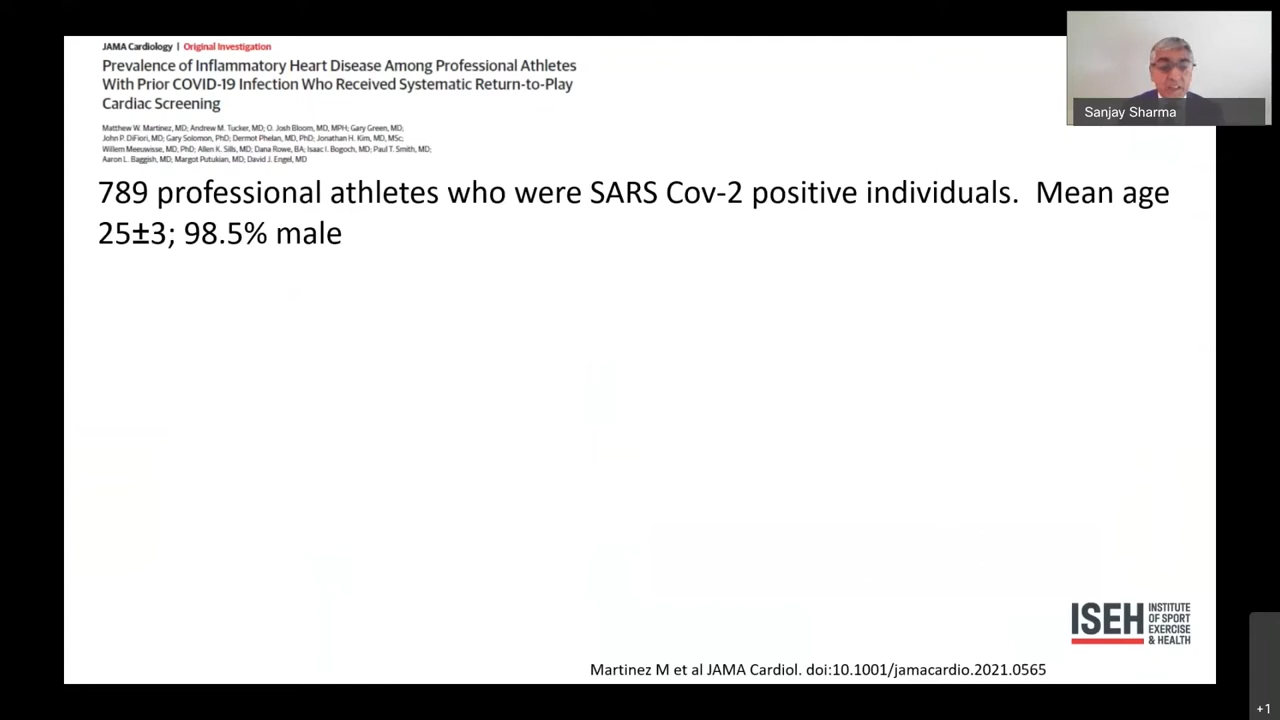 JAMA Cardiology | Original Investigation
Prevalence of Inflammatory Heart Disease Among Professional Athletes
With Prior COVID-19 Infection Who Received Systematic Return-to-Play
Cardiac Screening
Matthew W. Martinez, MD; Andrew M. Tucker, MD; O. Josh Bloom, MD, MPH; Gary Green, MD;
John P. DiFiori, MD; Gary Solomon, PhD; Dermot Phelan, MD, PhD; Jonathan H. Kim, MD, MSc;
Willem Meeuwisse, MD, PhD; Allen K. Sills, MD; Dana Rowe, BA; Isaac I. Bogoch, MD; Paul T. Smith, MD;
Aaron L. Baggish, MD; Margot Putukian, MD; David J. Engel, MD
Sanjay Sharma
789 professional athletes who were SARS Cov-2 positive individuals. Mean age
25±3; 98.5% male
ISEH
INSTITUTE
OF SPORT
EXERCISE
& HEALTH
Martinez M et al JAMA Cardiol. doi:10.1001/jamacardio.2021.0565
+1